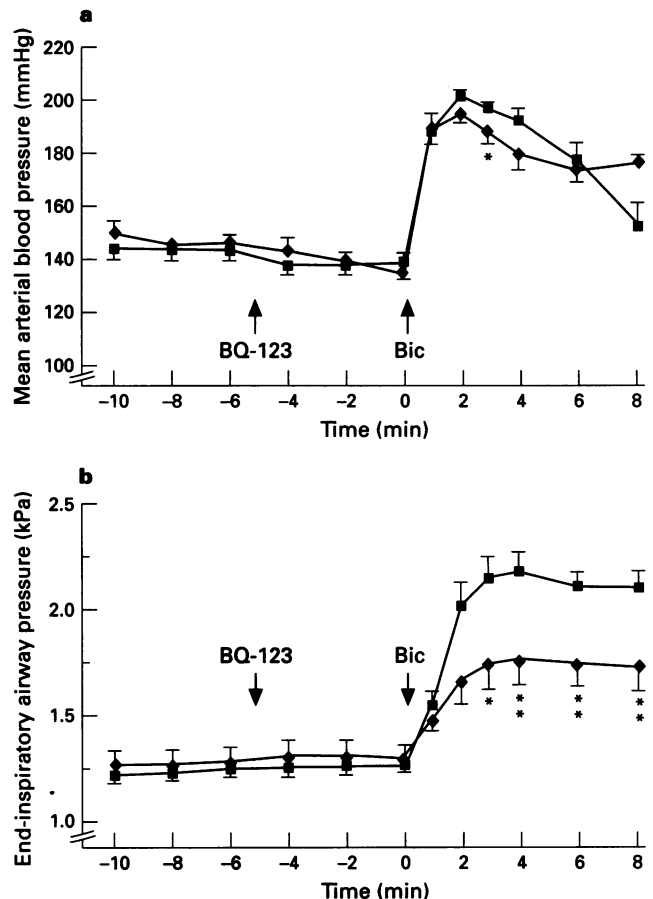 a
Mean arterial blood pressure (mmHg)
220
200
180
160
140
120
100
*
BQ-123
Bic
−10 −8 −6 −4 −2 0 2 4 6 8
Time (min)
b
End-inspiratory airway pressure (kPa)
2.5
2.0
1.5
1.0
BQ-123
Bic
* * * *
* * *
−10 −8 −6 −4 −2 0 2 4 6 8
Time (min)